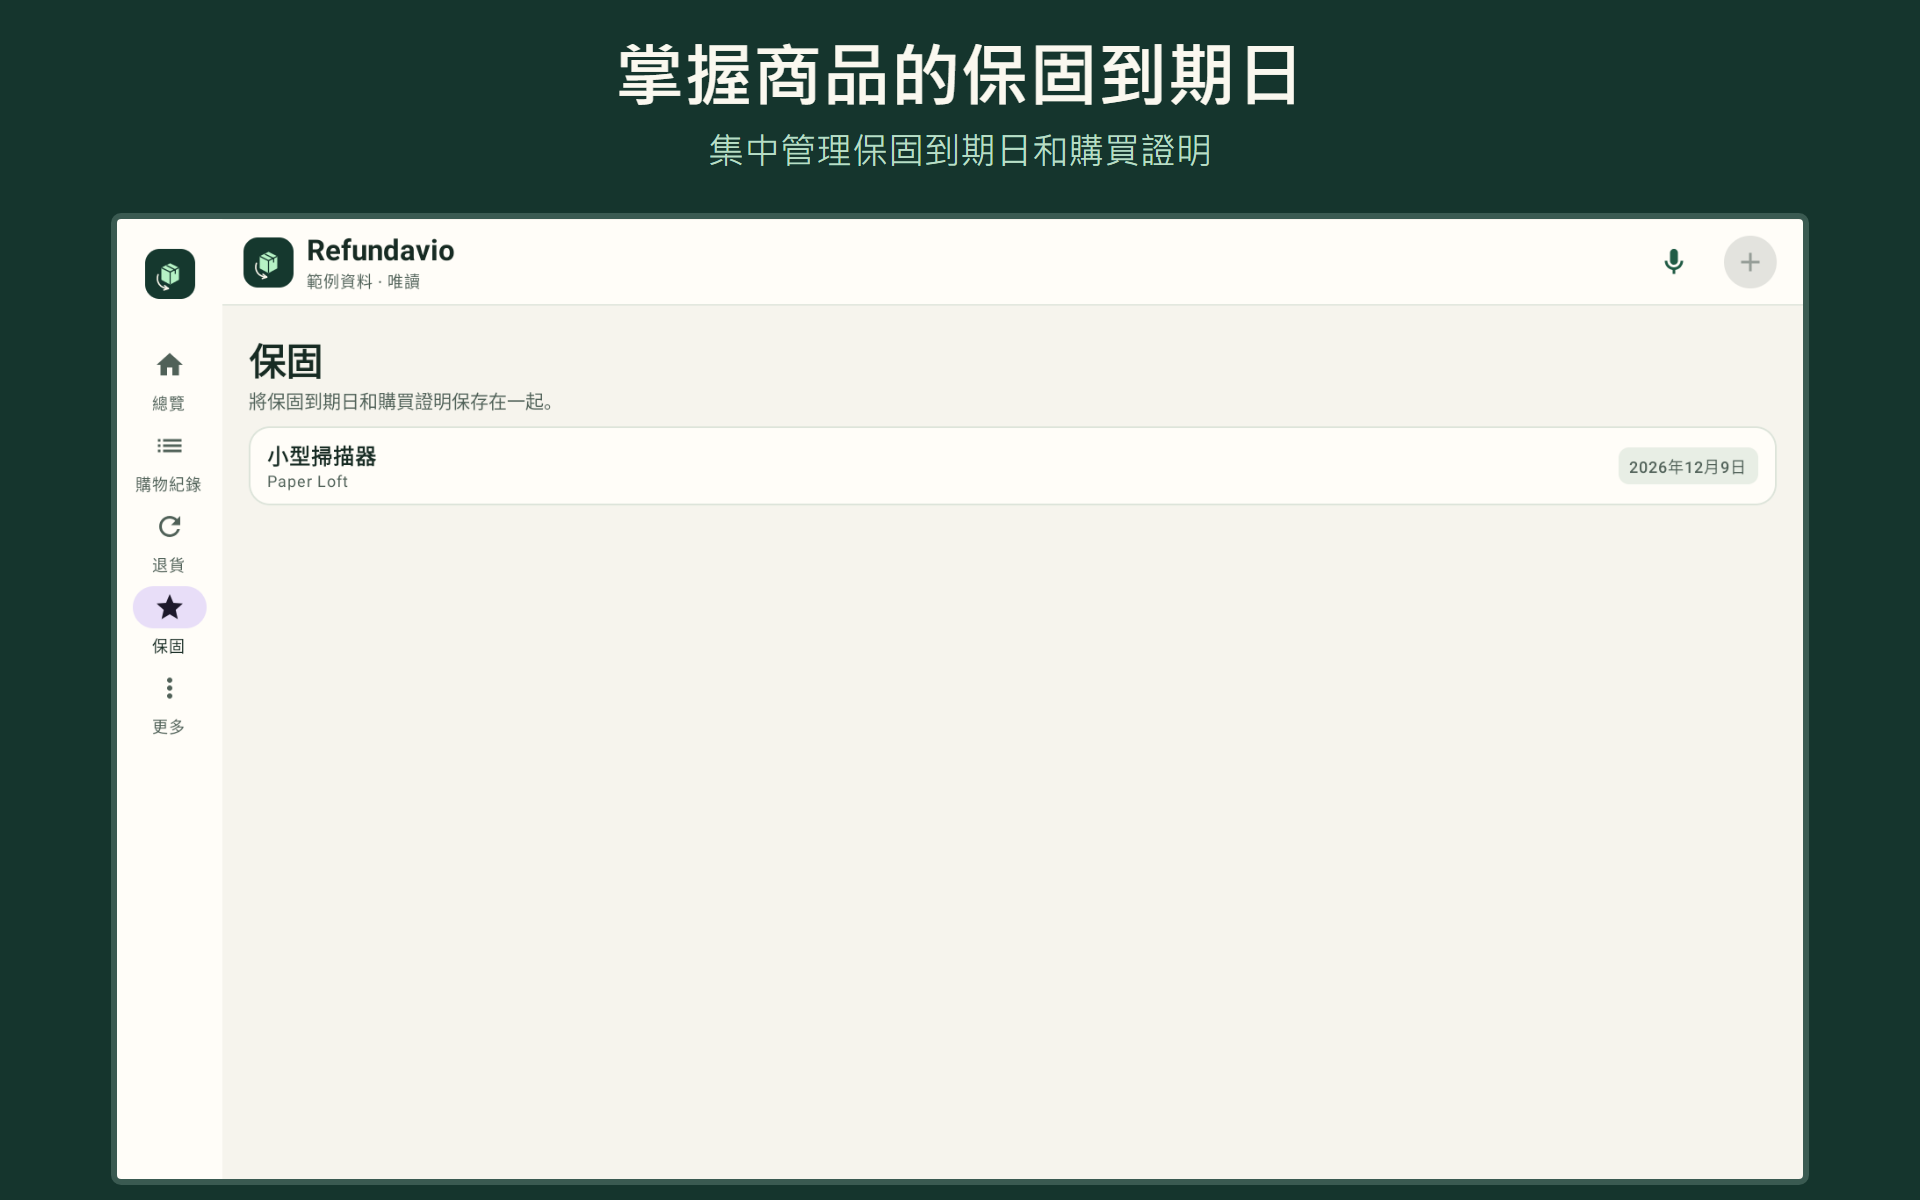 掌握商品的保固到期日
集中管理保固到期日和購買證明
Refundavio
範例資料 · 唯讀
總覽
購物紀錄
退貨
保固
更多
保固
將保固到期日和購買證明保存在一起。
小型掃描器
Paper Loft
2026年12月9日